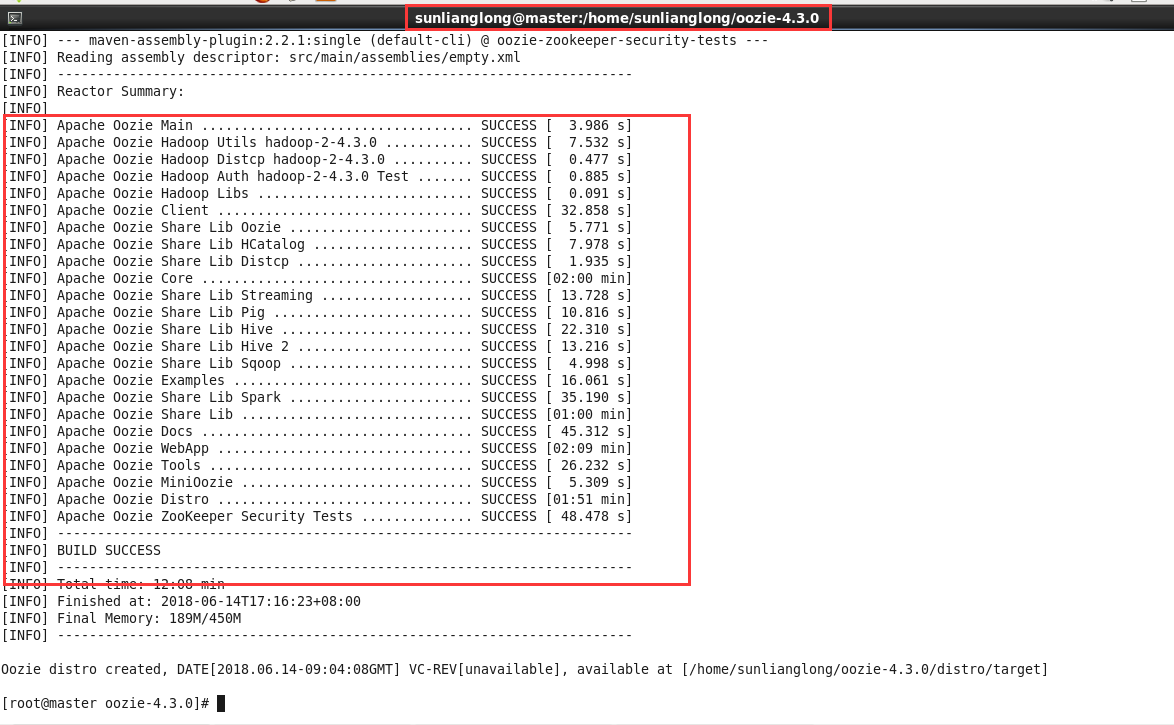 sunlianglong@master:/home/sunlianglong/oozie-4.3.0
[INFO] --- maven-assembly-plugin:2.2.1:single (default-cli) @ oozie-zookeeper-security-tests ---
[INFO] Reading assembly descriptor: src/main/assemblies/empty.xml
[INFO] ------------------------------------------------------------------------
[INFO] Reactor Summary:
[INFO]
[INFO] Apache Oozie Main .................................. SUCCESS [  3.986 s]
[INFO] Apache Oozie Hadoop Utils hadoop-2-4.3.0 ........... SUCCESS [  7.532 s]
[INFO] Apache Oozie Hadoop Distcp hadoop-2-4.3.0 .......... SUCCESS [  0.477 s]
[INFO] Apache Oozie Hadoop Auth hadoop-2-4.3.0 Test ....... SUCCESS [  0.885 s]
[INFO] Apache Oozie Hadoop Libs ........................... SUCCESS [  0.091 s]
[INFO] Apache Oozie Client ................................ SUCCESS [ 32.858 s]
[INFO] Apache Oozie Share Lib Oozie ....................... SUCCESS [  5.771 s]
[INFO] Apache Oozie Share Lib HCatalog .................... SUCCESS [  7.978 s]
[INFO] Apache Oozie Share Lib Distcp ...................... SUCCESS [  1.935 s]
[INFO] Apache Oozie Core .................................. SUCCESS [02:00 min]
[INFO] Apache Oozie Share Lib Streaming ................... SUCCESS [ 13.728 s]
[INFO] Apache Oozie Share Lib Pig ......................... SUCCESS [ 10.816 s]
[INFO] Apache Oozie Share Lib Hive ........................ SUCCESS [ 22.310 s]
[INFO] Apache Oozie Share Lib Hive 2 ...................... SUCCESS [ 13.216 s]
[INFO] Apache Oozie Share Lib Sqoop ....................... SUCCESS [  4.998 s]
[INFO] Apache Oozie Examples .............................. SUCCESS [ 16.061 s]
[INFO] Apache Oozie Share Lib Spark ....................... SUCCESS [ 35.190 s]
[INFO] Apache Oozie Share Lib ............................. SUCCESS [01:00 min]
[INFO] Apache Oozie Docs .................................. SUCCESS [ 45.312 s]
[INFO] Apache Oozie WebApp ................................ SUCCESS [02:09 min]
[INFO] Apache Oozie Tools ................................. SUCCESS [ 26.232 s]
[INFO] Apache Oozie MiniOozie ............................. SUCCESS [  5.309 s]
[INFO] Apache Oozie Distro ................................ SUCCESS [01:51 min]
[INFO] Apache Oozie ZooKeeper Security Tests .............. SUCCESS [ 48.478 s]
[INFO] ------------------------------------------------------------------------
[INFO] BUILD SUCCESS
[INFO] ------------------------------------------------------------------------
[INFO] Total time: 12:08 min
[INFO] Finished at: 2018-06-14T17:16:23+08:00
[INFO] Final Memory: 189M/450M
[INFO] ------------------------------------------------------------------------
Oozie distro created, DATE[2018.06.14-09:04:08GMT] VC-REV[unavailable], available at [/home/sunlianglong/oozie-4.3.0/distro/target]
[root@master oozie-4.3.0]#